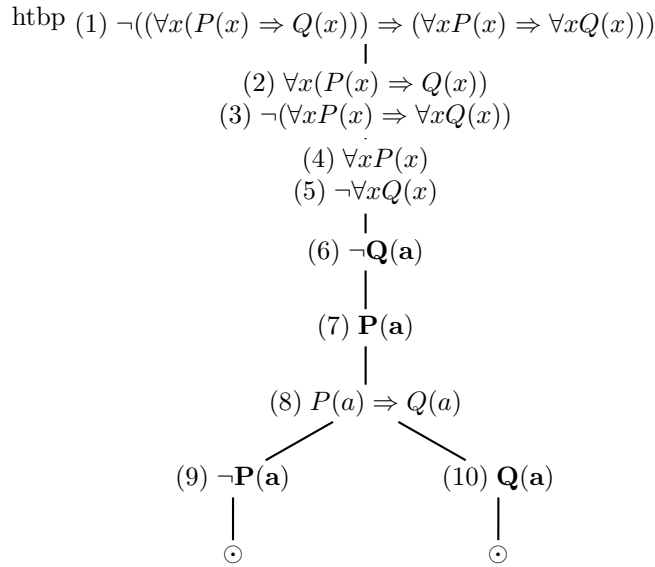 htbp (1) ¬((∀x(P(x) ⇒ Q(x))) ⇒ (∀xP(x) ⇒ ∀xQ(x)))
(2) ∀x(P(x) ⇒ Q(x))
(3) ¬(∀xP(x) ⇒ ∀xQ(x))
(4) ∀xP(x)
(5) ¬∀xQ(x)
(6) ¬Q(a)
(7) P(a)
(8) P(a) ⇒ Q(a)
(9) ¬P(a) (10) Q(a)
⊙ ⊙